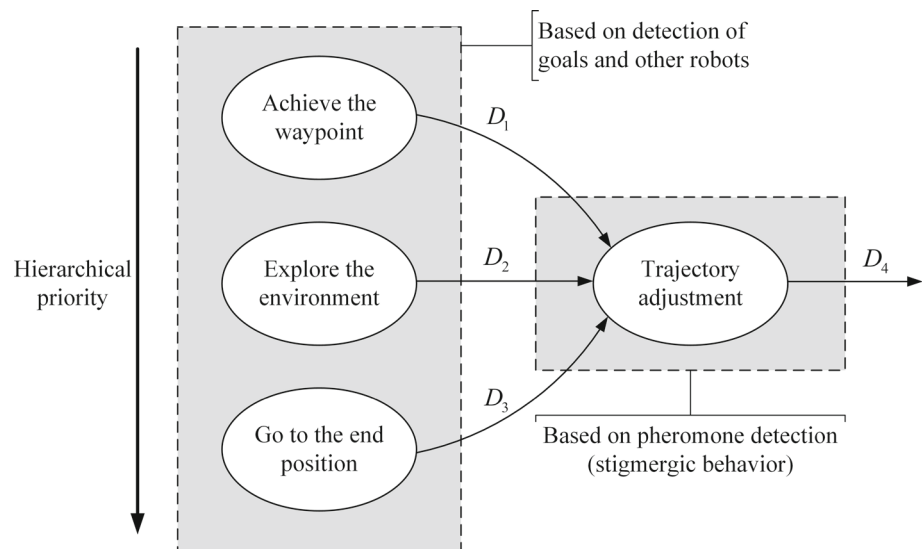 Based on detection of
goals and other robots
Achieve the
waypoint
D1
Hierarchical
priority
Explore the
environment
D2
Trajectory
adjustment
D4
Go to the end
position
D3
Based on pheromone detection
(stigmergic behavior)